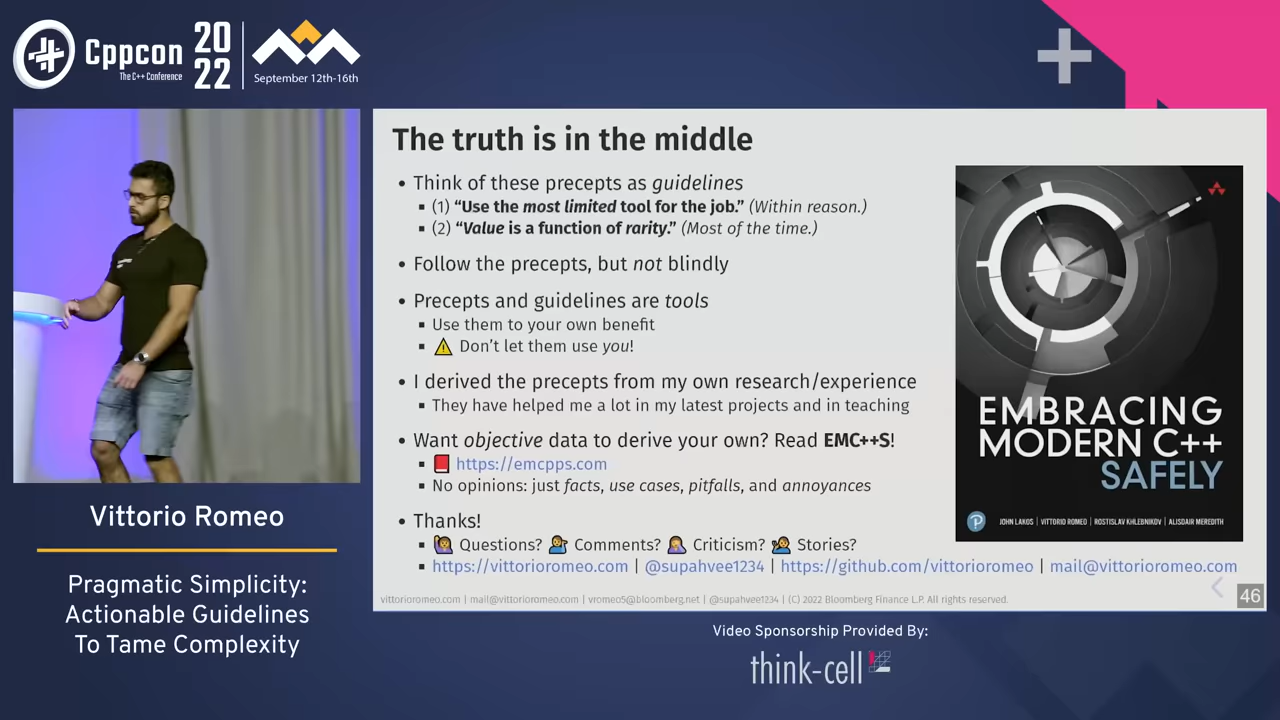 Cppcon
The C++ Conference
20
22
September 12th-16th
The truth is in the middle
• Think of these precepts as guidelines
▪ (1) “Use the most limited tool for the job.” (Within reason.)
▪ (2) “Value is a function of rarity.” (Most of the time.)
• Follow the precepts, but not blindly
• Precepts and guidelines are tools
▪ Use them to your own benefit
▪ ⚠ Don’t let them use you!
• I derived the precepts from my own research/experience
▪ They have helped me a lot in my latest projects and in teaching
• Want objective data to derive your own? Read EMC++S!
▪ https://emcpps.com
▪ No opinions: just facts, use cases, pitfalls, and annoyances
• Thanks!
▪ Questions? Comments? Criticism? Stories?
▪ https://vittorioromeo.com | @supahvee1234 | https://github.com/vittorioromeo | mail@vittorioromeo.com
vittorioromeo.com | mail@vittorioromeo.com | vromeo5@bloomberg.net | @supahvee1234 | (C) 2022 Bloomberg Finance L.P. All rights reserved.
46
EMBRACING
MODERN C++
SAFELY
P
JOHN LAKOS | VITTORIO ROMEO | ROSTISLAV KHLEBNIKOV | ALISDAIR MEREDITH
Vittorio Romeo
Pragmatic Simplicity:
Actionable Guidelines
To Tame Complexity
Video Sponsorship Provided By:
think-cell